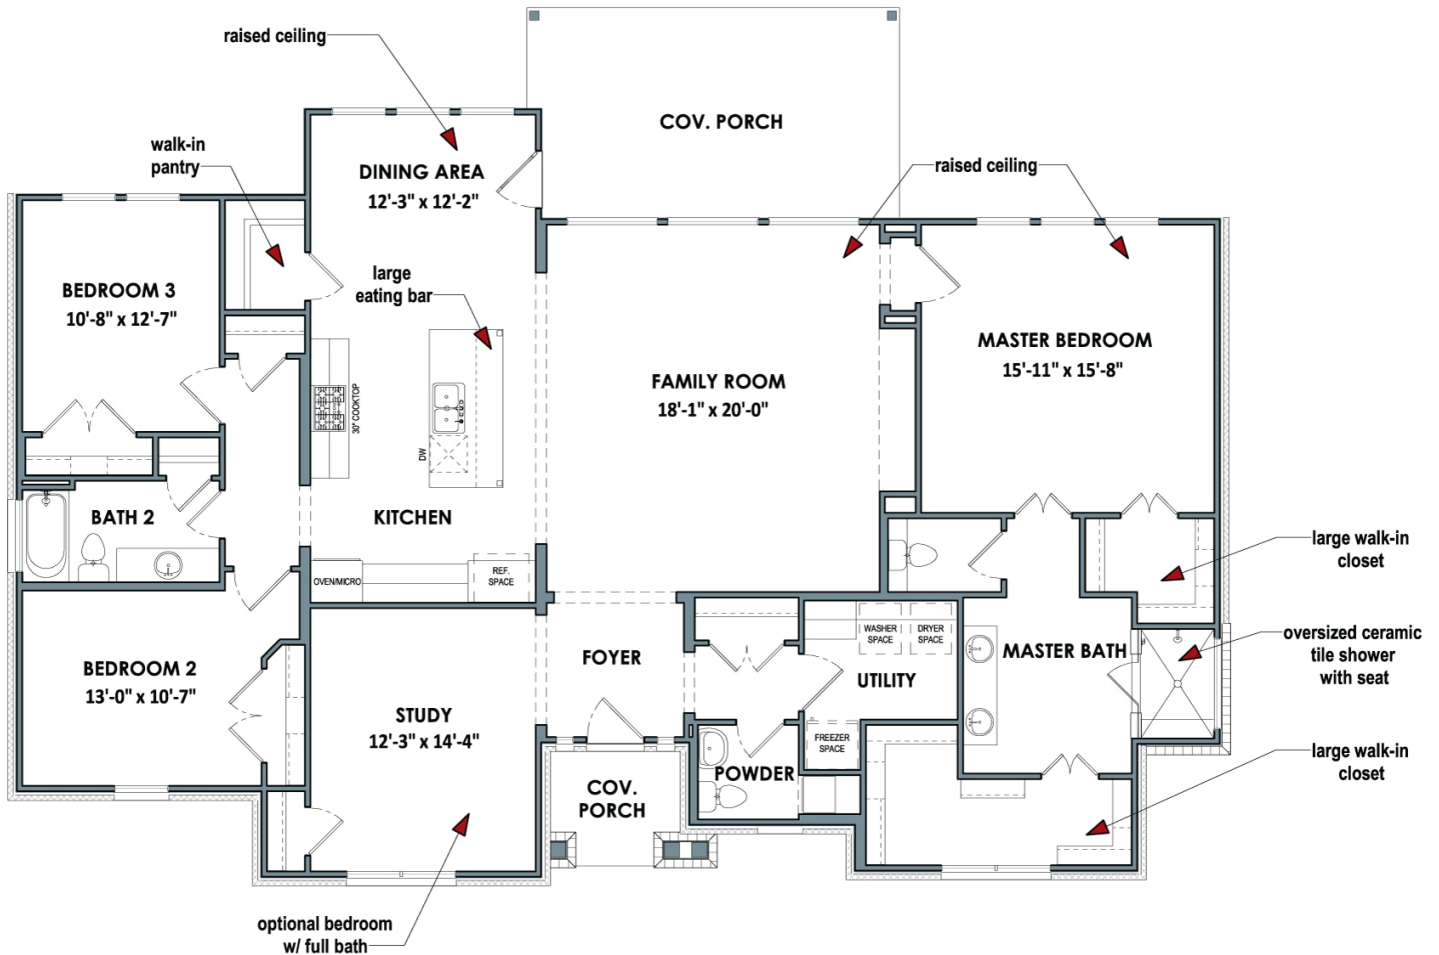 raised ceiling
COV. PORCH
walk-in
pantry
DINING AREA
12'-3" x 12'-2"
raised ceiling
BEDROOM 3
10'-8" x 12'-7"
large
eating bar
MASTER BEDROOM
15'-11" x 15'-8"
FAMILY ROOM
18'-1" x 20'-0"
30" COOKTOP
DW
BATH 2
KITCHEN
OVEN/MICRO
REF.
SPACE
large walk-in
closet
WASHER
SPACE
DRYER
SPACE
oversized ceramic
tile shower
with seat
BEDROOM 2
13'-0" x 10'-7"
FOYER
MASTER BATH
UTILITY
STUDY
12'-3" x 14'-4"
FREEZER
SPACE
POWDER
COV.
PORCH
large walk-in
closet
optional bedroom
w/ full bath